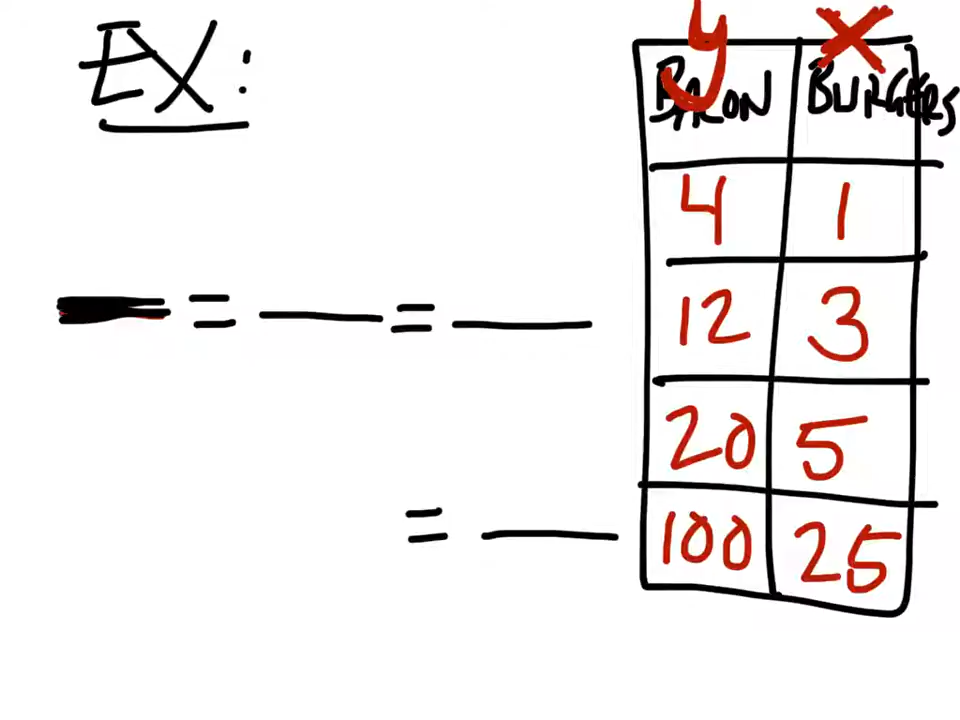 EX:
y X
BACON BURGERS
4 1
12 3
= =
20 5
= 100 25